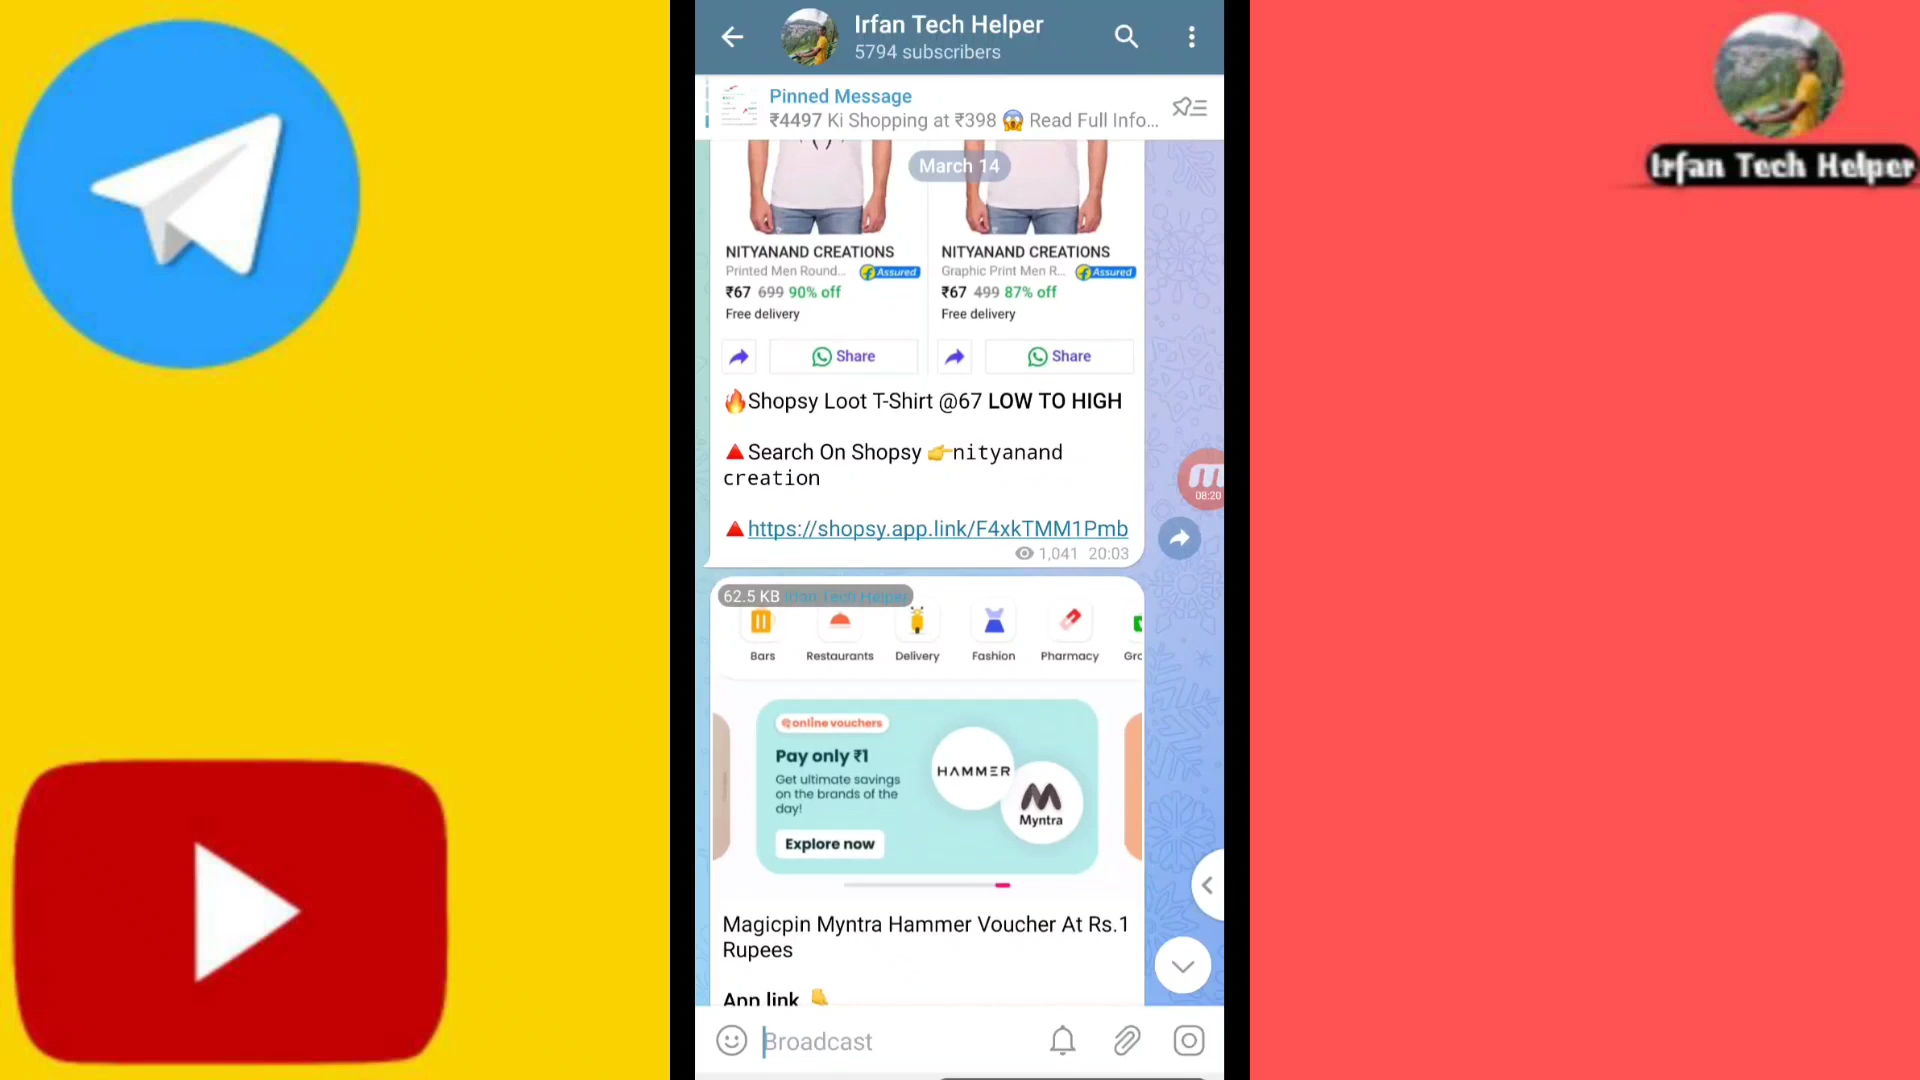 Irfan Tech Helper
5794 subscribers
Pinned Message
₹4497 Ki Shopping at ₹398 😱 Read Full Info...
March 14
NITYANAND CREATIONS
Printed Men Round...
Assured
₹67 699 90% off
Free delivery
Share
NITYANAND CREATIONS
Graphic Print Men R...
Assured
₹67 499 87% off
Free delivery
Share
🔥Shopsy Loot T-Shirt @67 LOW TO HIGH
🔺Search On Shopsy 👉nityanand
creation
🔺https://shopsy.app.link/F4xkTMM1Pmb
1,041 20:03
08:20
62.5 KB Irfan Tech Helper
Bars
Restaurants
Delivery
Fashion
Pharmacy
Grc
online vouchers
Pay only ₹1
Get ultimate savings
on the brands of the
day!
Explore now
HAMMER
Myntra
Magicpin Myntra Hammer Voucher At Rs.1
Rupees
App link 👇
Broadcast
Irfan Tech Helper